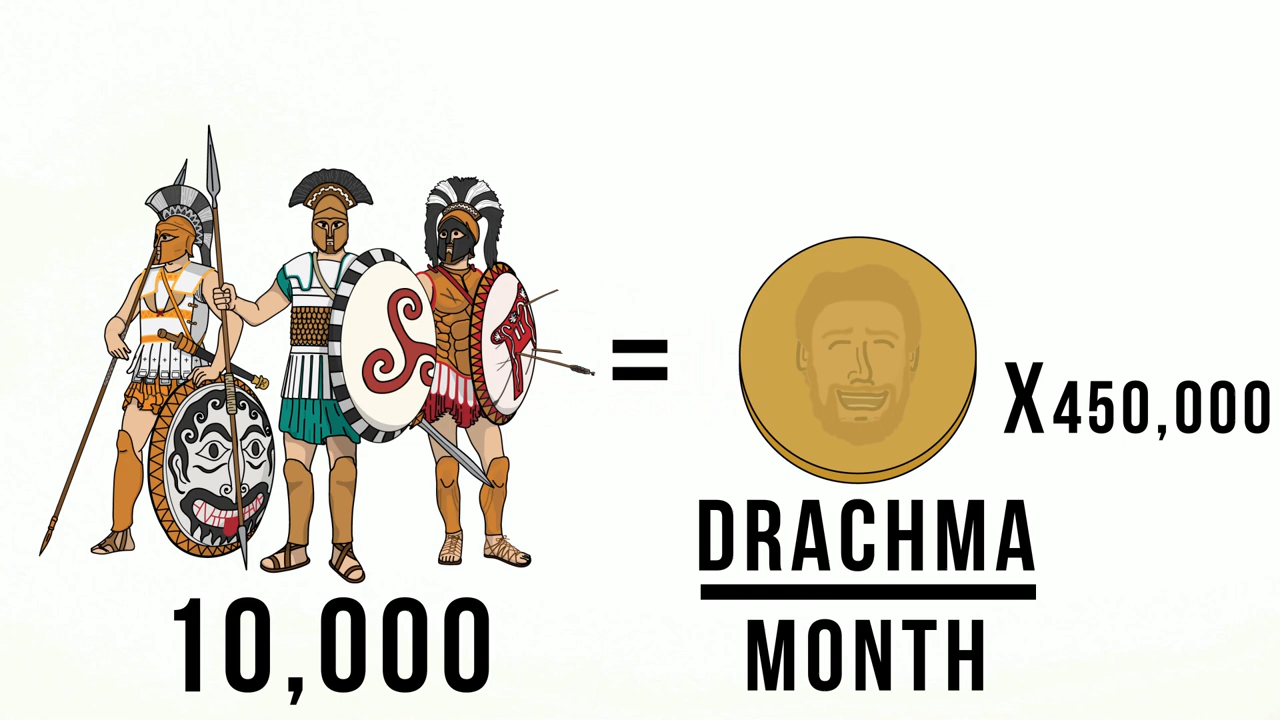 =
X450,000
DRACHMA
MONTH
10,000